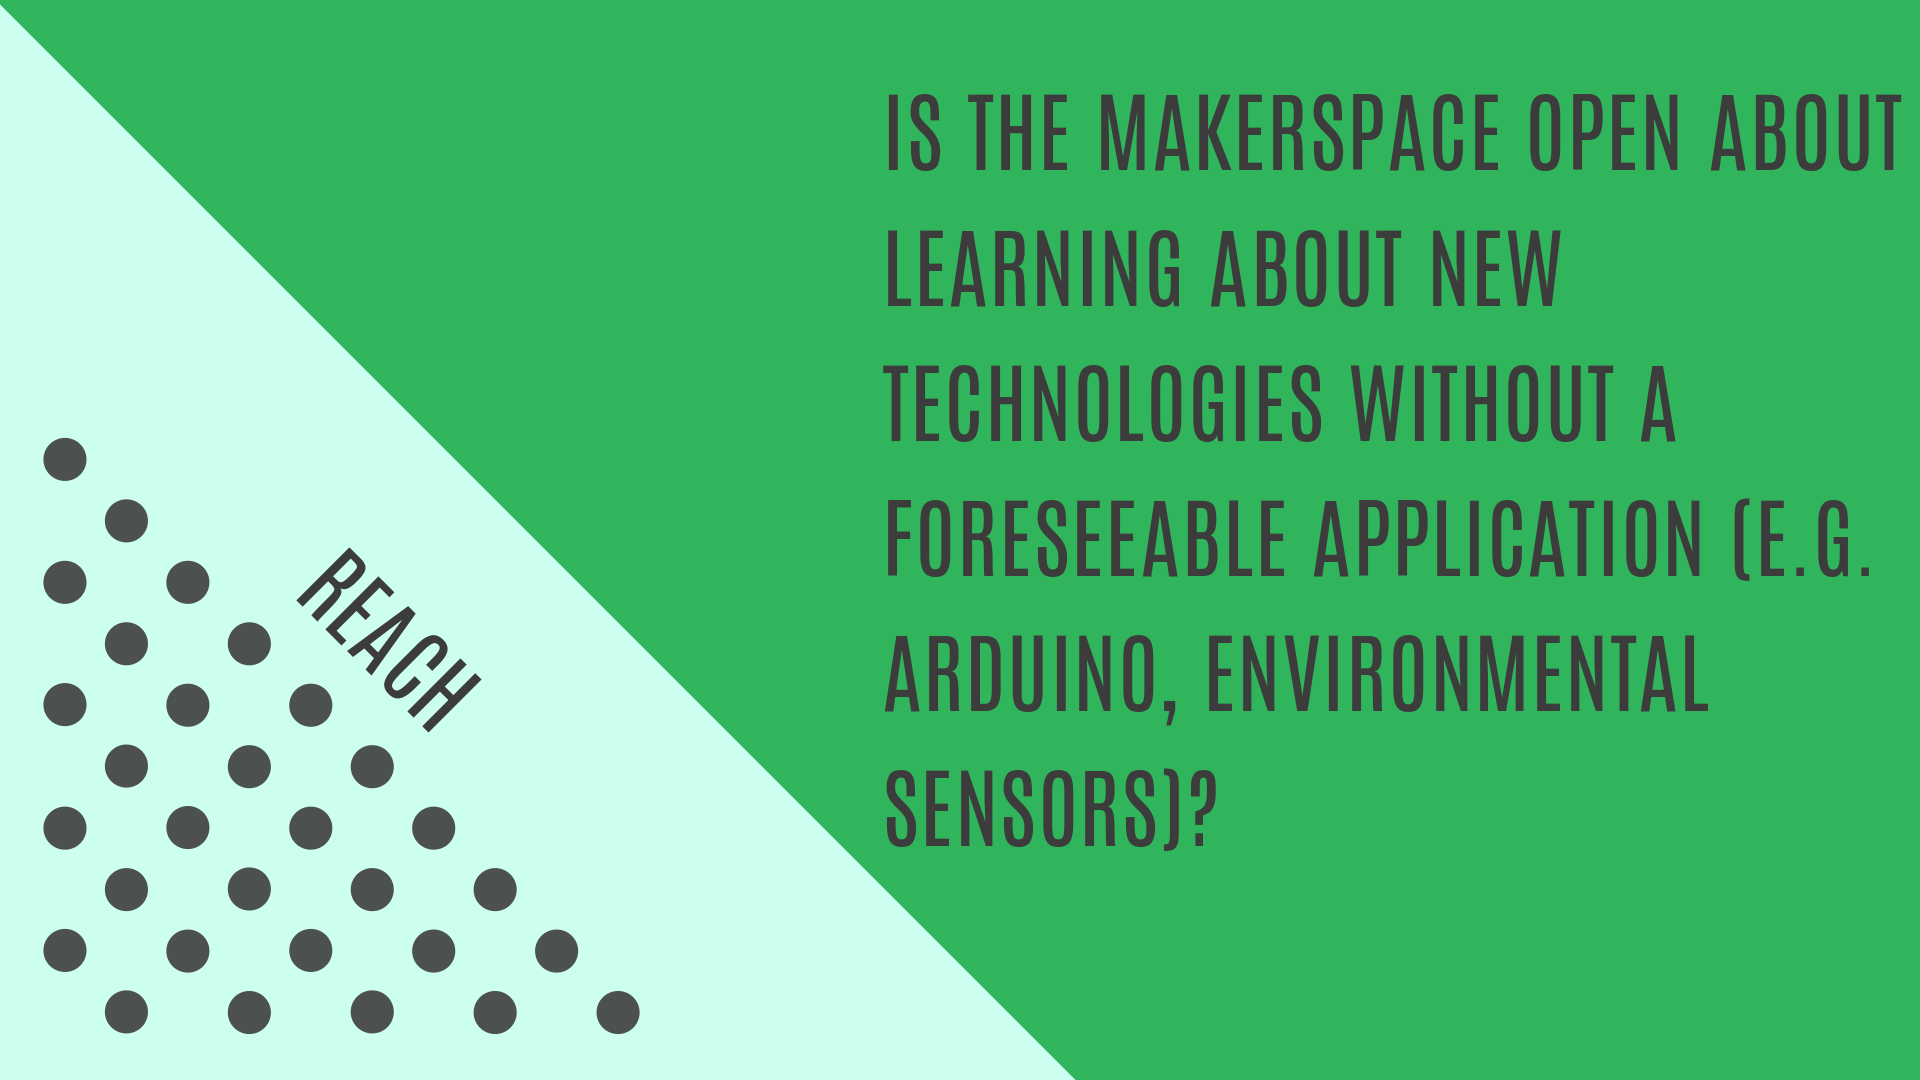 IS THE MAKERSPACE OPEN ABOUT
LEARNING ABOUT NEW
TECHNOLOGIES WITHOUT A
FORESEEABLE APPLICATION (E.G.
ARDUINO, ENVIRONMENTAL
SENSORS)?
REACH